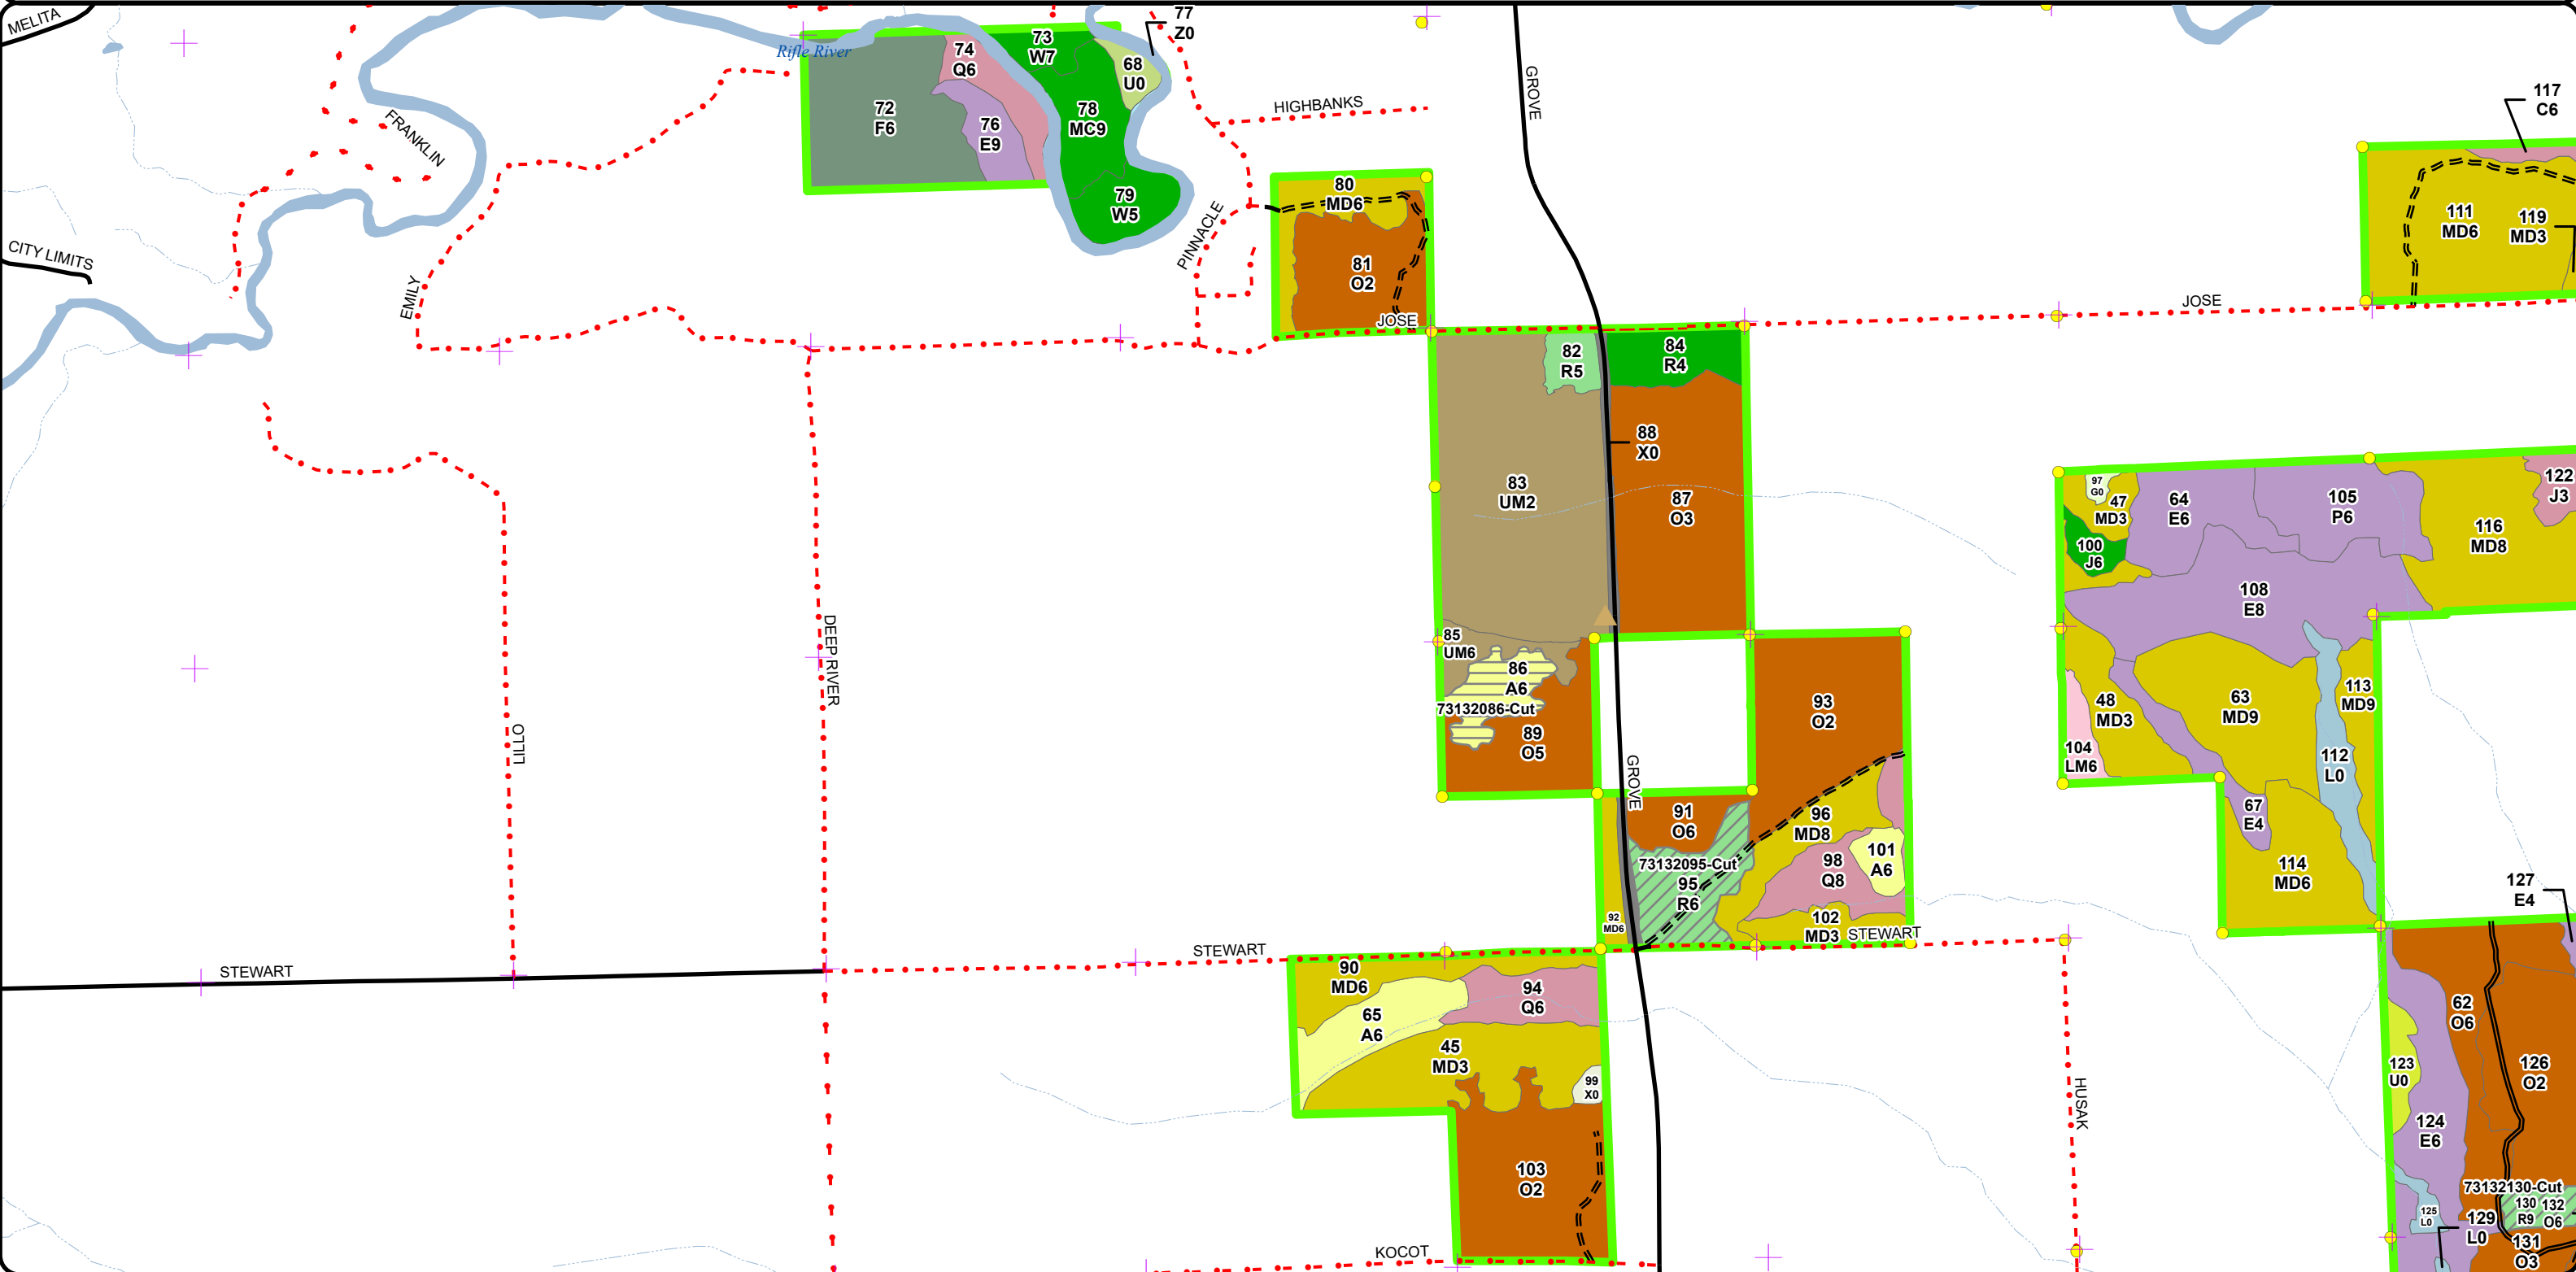 MELITA
77
Z0
Rifle River
74
Q6
73
W7
68
U0
72
F6
76
E9
78
MC9
79
W5
FRANKLIN
CITY LIMITS
EMILY
PINNACLE
HIGHBANKS
GROVE
80
MD6
81
O2
JOSE
JOSE
117
C6
111
MD6
119
MD3
82
R5
84
R4
88
X0
83
UM2
87
O3
85
UM6
86
A6
73132086-Cut
89
O5
93
O2
GROVE
91
O6
96
MD8
73132095-Cut
95
R6
98
Q8
101
A6
92
MD6
102
MD3
STEWART
97
G0
47
MD3
64
E6
105
P6
116
MD8
122
J3
100
J6
108
E8
48
MD3
63
MD9
113
MD9
104
LM6
112
L0
67
E4
114
MD6
127
E4
DEEP RIVER
OLLI
STEWART
STEWART
90
MD6
94
Q6
65
A6
45
MD3
99
X0
103
O2
KOCOT
HUSAK
62
O6
126
O2
123
U0
124
E6
73132130-Cut
130
R9
132
O6
125
L0
129
L0
131
O3